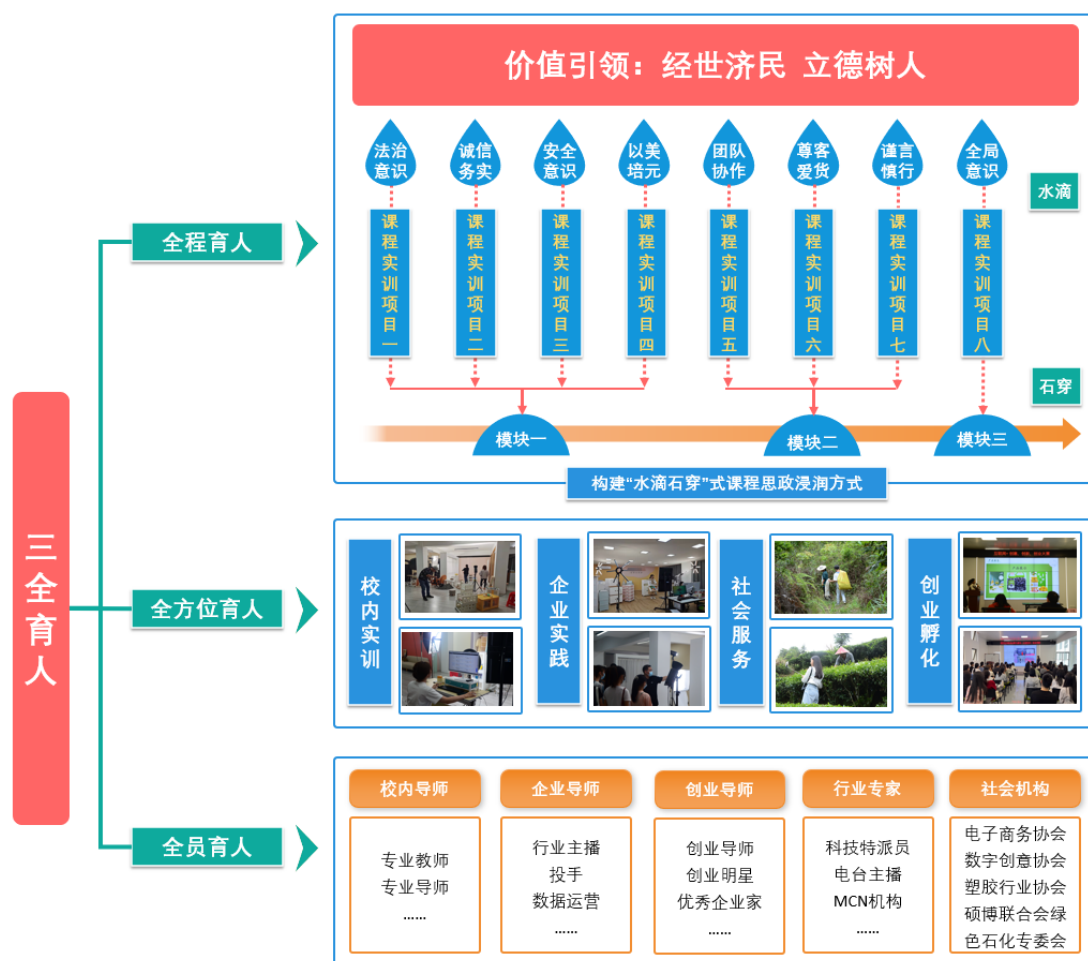 价值引领：经世济民 立德树人
法治
意识
诚信
务实
安全
意识
以美
培元
团队
协作
尊客
爱货
谨言
慎行
全局
意识
水滴
课程实训项目一
课程实训项目二
课程实训项目三
课程实训项目四
课程实训项目五
课程实训项目六
课程实训项目七
课程实训项目八
石穿
模块一
模块二
模块三
构建“水滴石穿”式课程思政浸润方式
三全育人
全程育人
全方位育人
校内实训
企业实践
社会服务
创业孵化
全员育人
校内导师
专业教师
专业导师
……
企业导师
行业主播
投手
数据运营
……
创业导师
创业导师
创业明星
优秀企业家
……
行业专家
科技特派员
电台主播
MCN机构
……
社会机构
电子商务协会
数字创意协会
塑胶行业协会
硕博联合会绿
色石化专委会